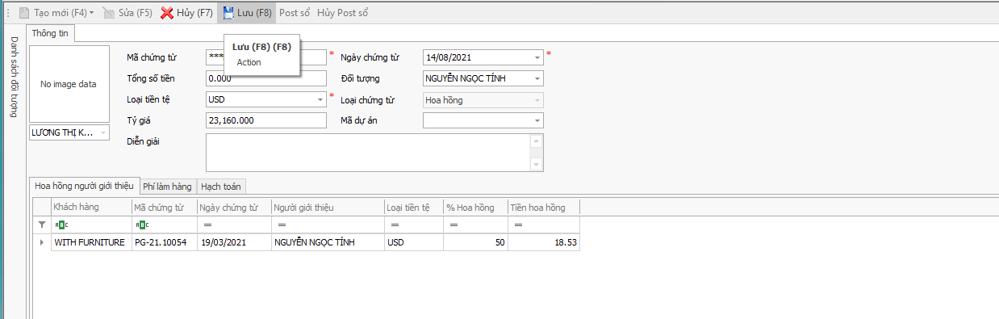 Tạo mới (F4) Sửa (F5) Hủy (F7) Lưu (F8) Post sổ Hủy Post sổ
Danh sách đối tượng
Thông tin
Lưu (F8) (F8)
Action
No image data
LƯƠNG THỊ K...
Mã chứng từ *** * Ngày chứng từ 14/08/2021 *
Tổng số tiền 0.000 Đối tượng NGUYỄN NGỌC TÍNH
Loại tiền tệ USD * Loại chứng từ Hoa hồng
Tỷ giá 23,160.000 Mã dự án
Diễn giải
Hoa hồng người giới thiệu Phí làm hàng Hạch toán
Khách hàng Mã chứng từ Ngày chứng từ Người giới thiệu Loại tiền tệ % Hoa hồng Tiền hoa hồng
ABC ABC = = = = =
WITH FURNITURE PG-21.10054 19/03/2021 NGUYỄN NGỌC TÍNH USD 50 18.53